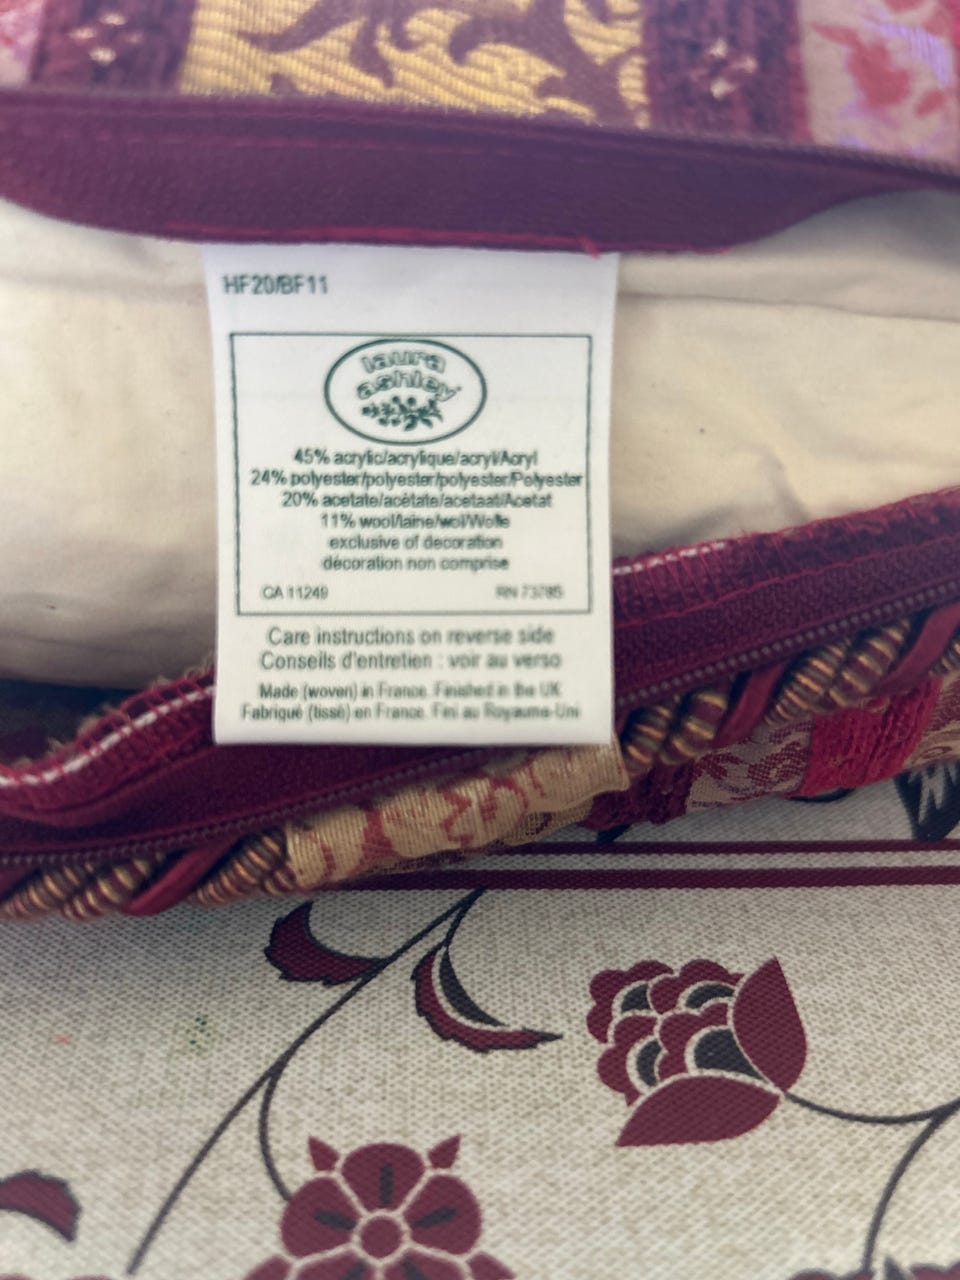 HF20/BF11
laura
ashley
45% acrylic/acrylique/acryl/Acryl
24% polyester/polyester/polyester/Polyester
20% acetate/acétate/acetaat/Acetat
11% wool/laine/wol/Wolle
exclusive of decoration
décoration non comprise
CA 11249 RN 73785
Care instructions on reverse side
Conseils d'entretien : voir au verso
Made (woven) in France. Finished in the UK
Fabriqué (tissé) en France. Fini au Royaume-Uni